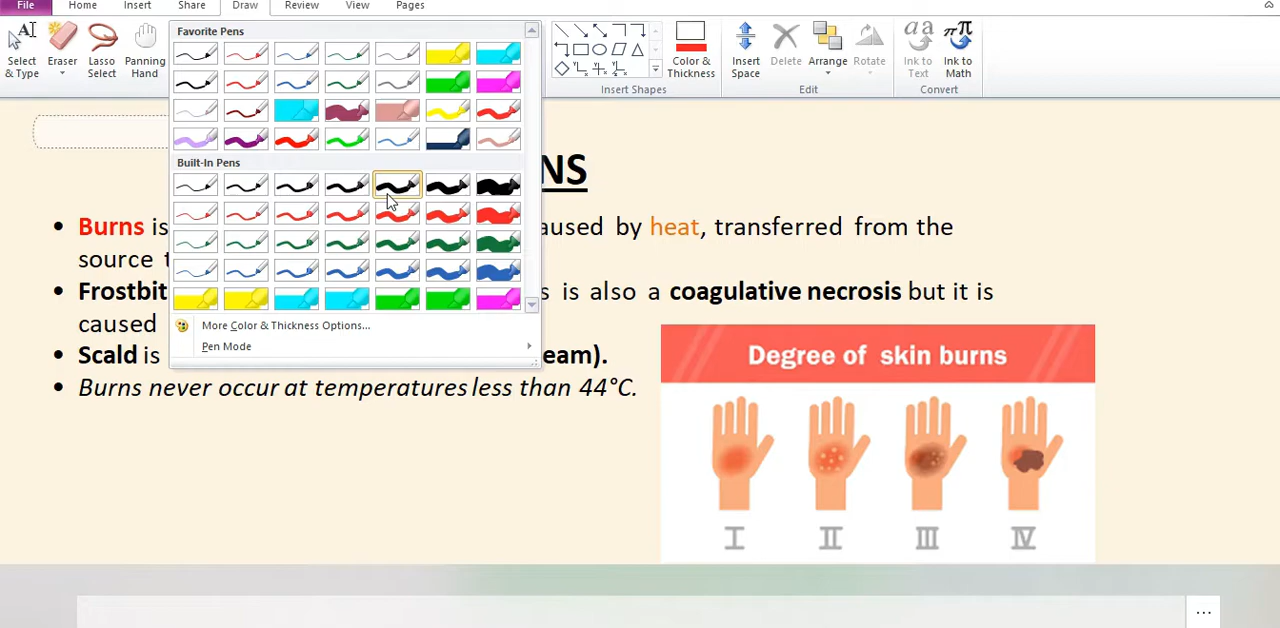 File Home Insert Share Draw Review View Pages
Select & Type
Eraser
Lasso Select
Panning Hand
Favorite Pens
Built-In Pens
More Color & Thickness Options...
Pen Mode
Color & Thickness
Insert Shapes
Insert Space
Delete
Arrange
Rotate
Edit
Ink to Text
Ink to Math
Convert
NS
• Burns is aused by heat, transferred from the
source
• Frostbit s is also a coagulative necrosis but it is
caused
• Scald is eam).
• Burns never occur at temperatures less than 44°C.
Degree of skin burns
I II III IV